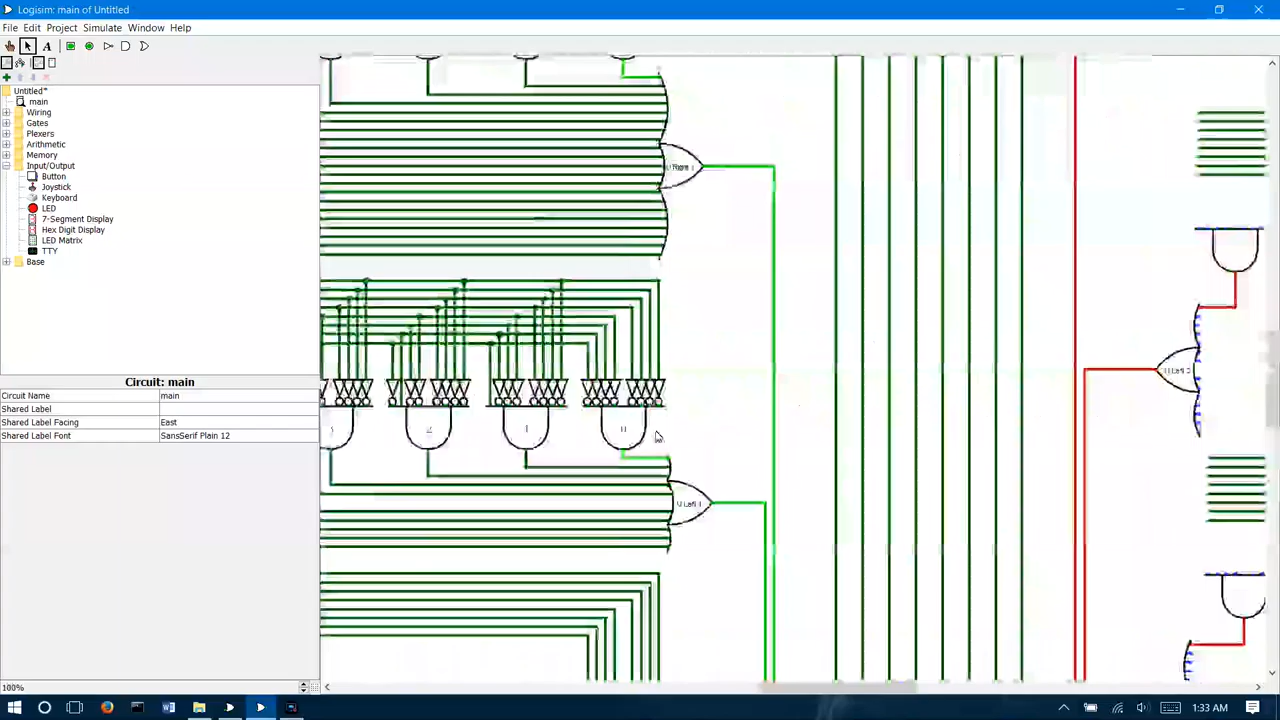 Logisim: main of Untitled
File Edit Project Simulate Window Help
A
Untitled*
main
Wiring
Gates
Plexers
Arithmetic
Memory
Input/Output
Button
Joystick
Keyboard
LED
7-Segment Display
Hex Digit Display
LED Matrix
TTY
Base
Circuit: main
Circuit Name main
Shared Label
Shared Label Facing East
Shared Label Font SansSerif Plain 12
100%
1:33 AM